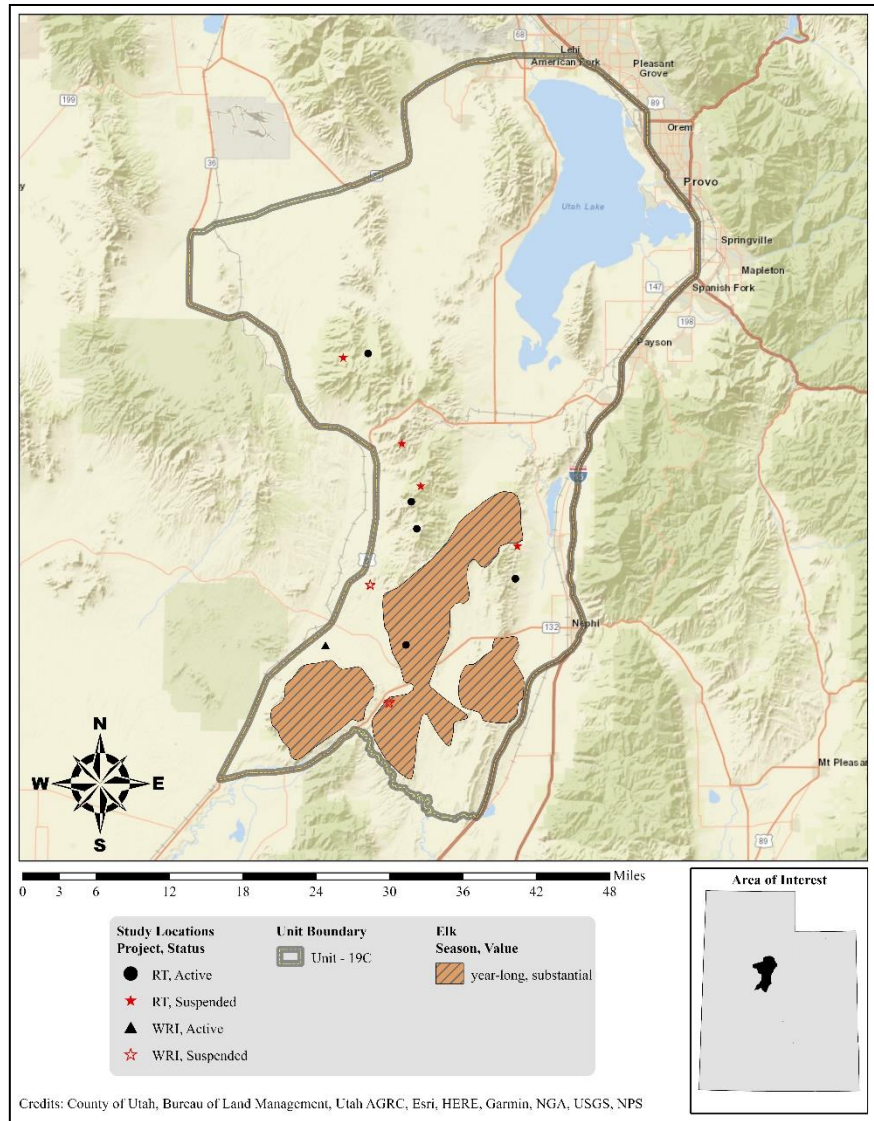 68
Lehi
American Fork
Pleasant
Grove
199
89
36
Orem
Provo
Utah Lake
Springville
Mapleton
147
Spanish Fork
198
Payson
132
Nephi
N
W
E
S
Mt Pleasant
89
0 3 6 12 18 24 30 36 42 48 Miles
Study Locations
Project, Status
RT, Active
RT, Suspended
WRI, Active
WRI, Suspended
Unit Boundary
Unit - 19C
Elk
Season, Value
year-long, substantial
Area of Interest
Credits: County of Utah, Bureau of Land Management, Utah AGRC, Esri, HERE, Garmin, NGA, USGS, NPS